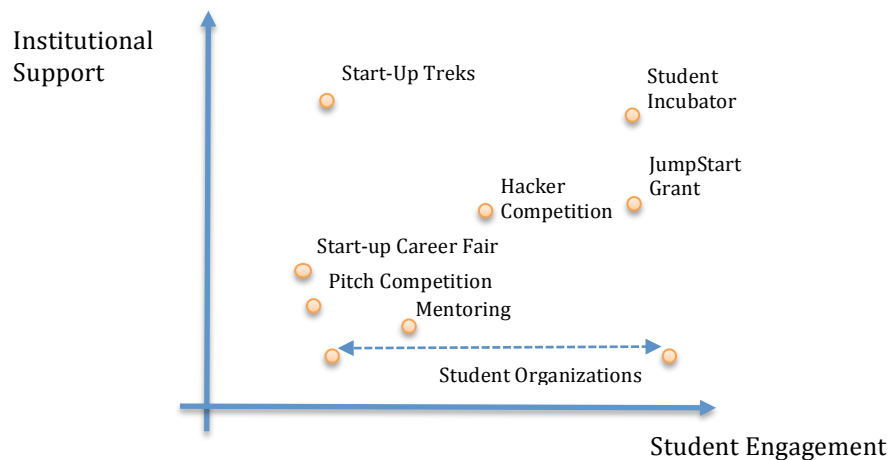 Institutional
Support
Start-Up Treks
Student
Incubator
JumpStart
Grant
Hacker
Competition
Start-up Career Fair
Pitch Competition
Mentoring
Student Organizations
Student Engagement